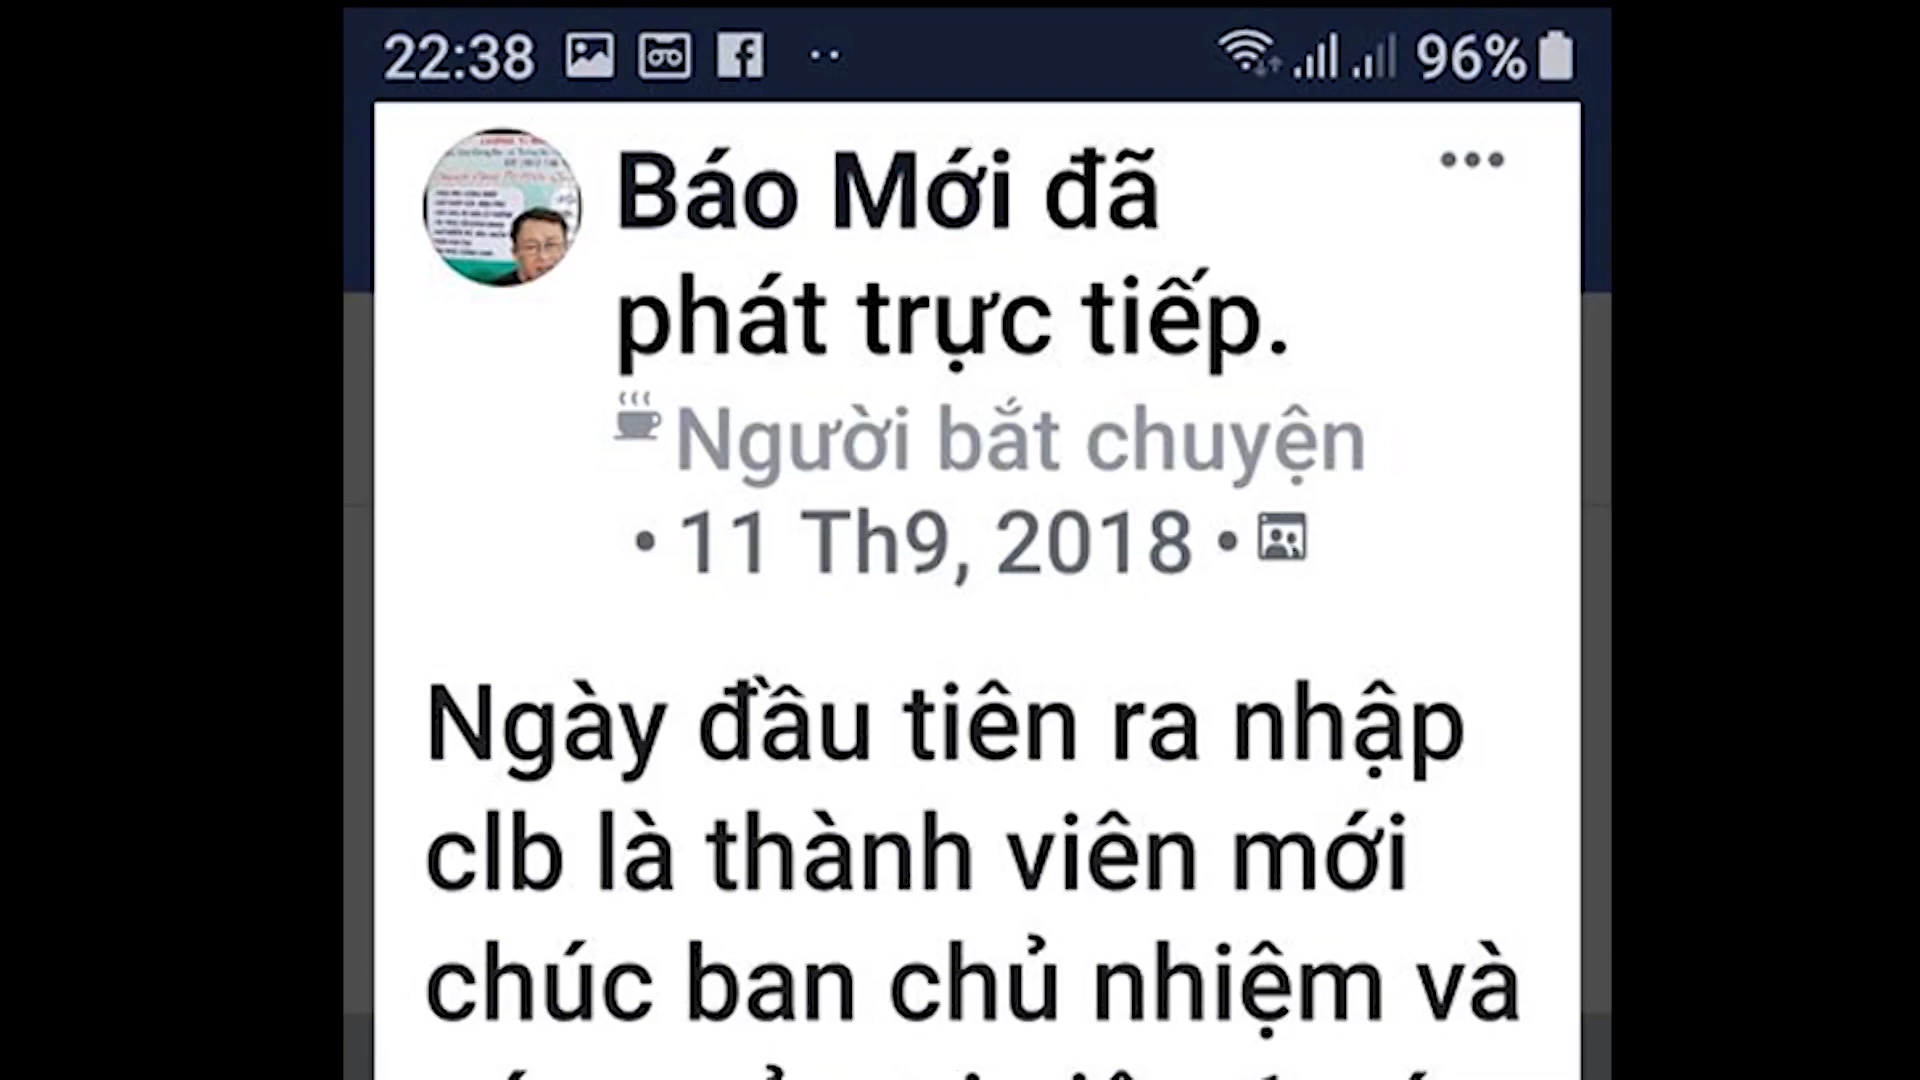 22:38 96%
Báo Mới đã
phát trực tiếp.
Người bắt chuyện
• 11 Th9, 2018 •
Ngày đầu tiên ra nhập
clb là thành viên mới
chúc ban chủ nhiệm và